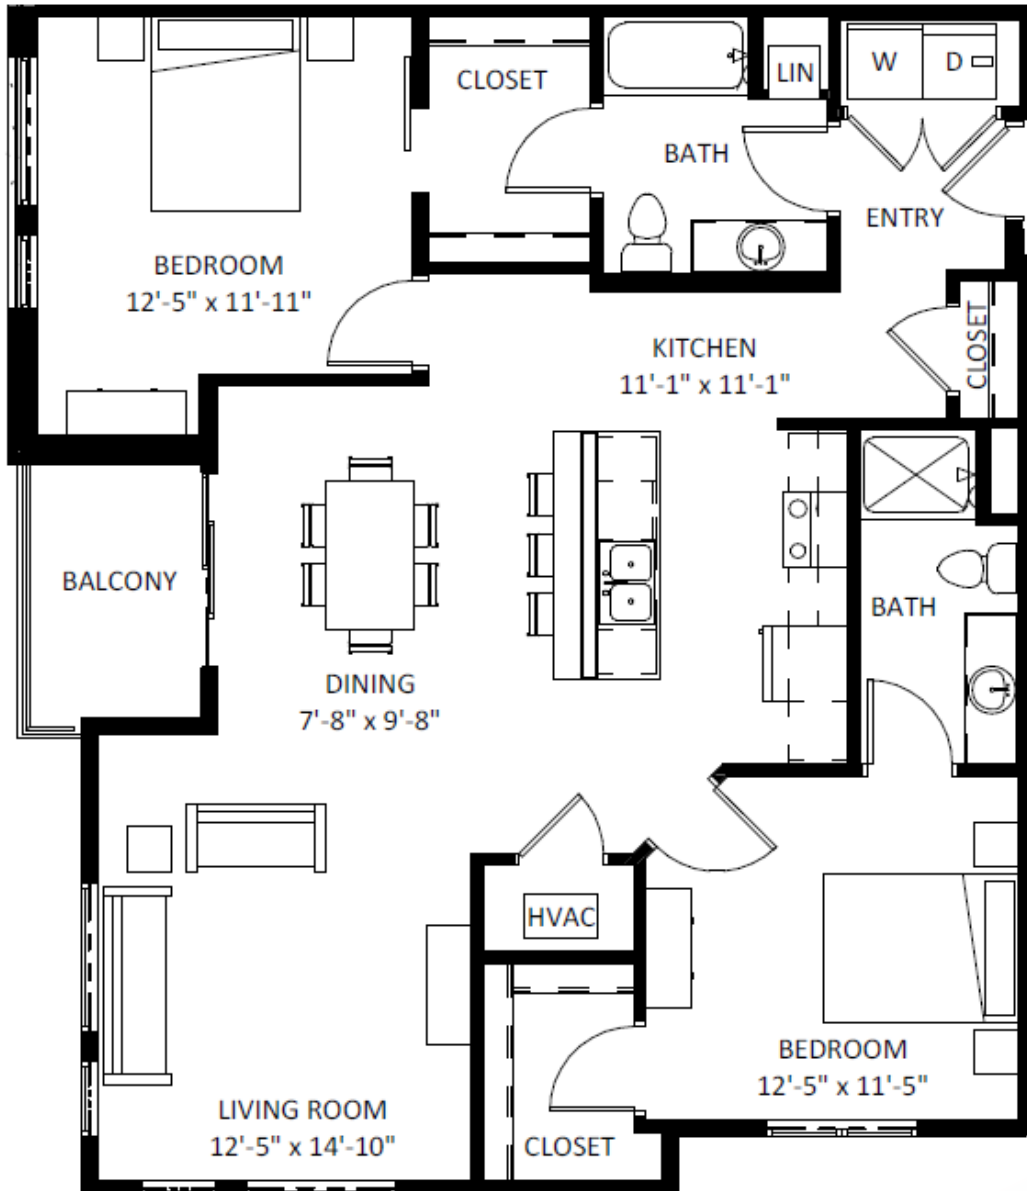 CLOSET
LIN
W
D
BATH
ENTRY
BEDROOM
12'-5" x 11'-11"
KITCHEN
11'-1" x 11'-1"
CLOSET
BALCONY
BATH
DINING
7'-8" x 9'-8"
HVAC
BEDROOM
12'-5" x 11'-5"
LIVING ROOM
12'-5" x 14'-10"
CLOSET